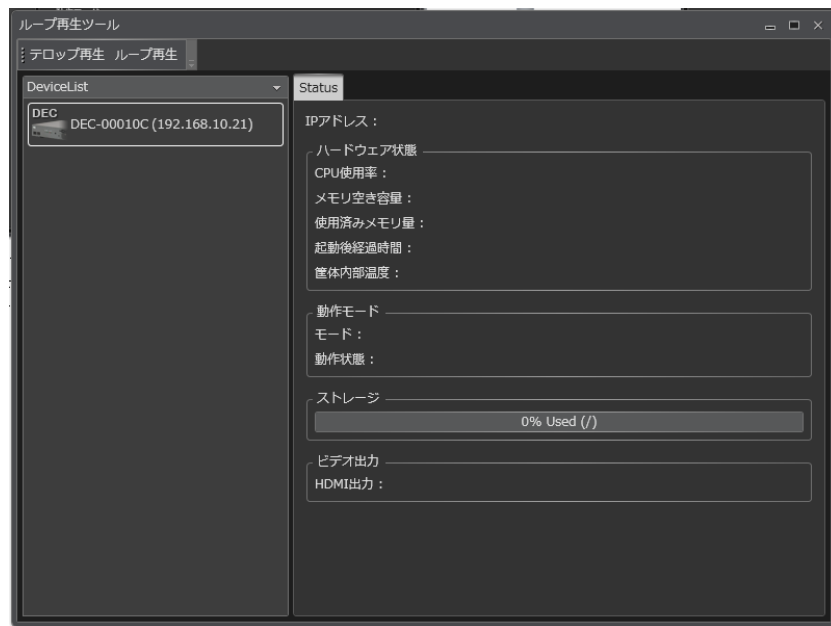 ループ再生ツール
テロップ再生 ループ再生
DeviceList
DEC
DEC-00010C (192.168.10.21)
Status
IPアドレス：
ハードウェア状態
CPU使用率：
メモリ空き容量：
使用済みメモリ量：
起動後経過時間：
筐体内部温度：
動作モード
モード：
動作状態：
ストレージ
0% Used (/)
ビデオ出力
HDMI出力：